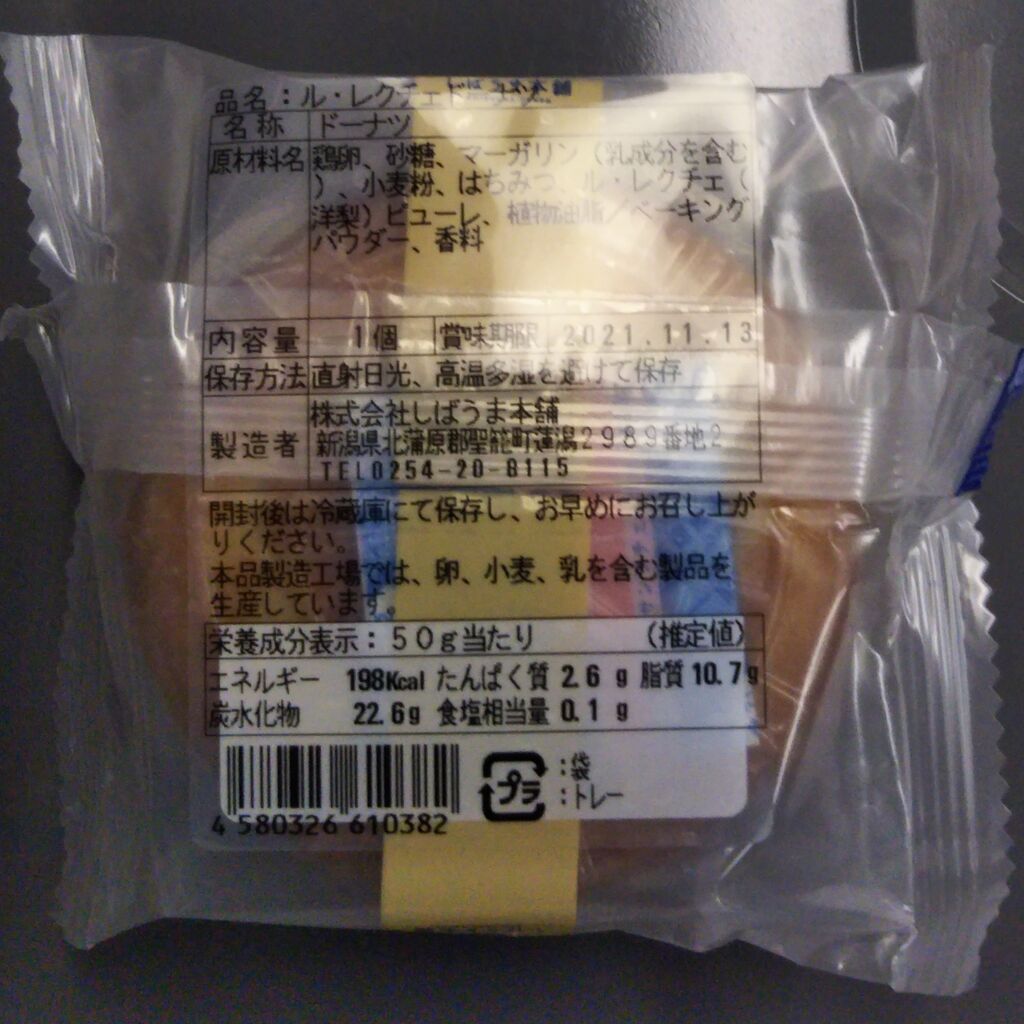 品名：ル・レクチェドーナツ
名称 ドーナツ
原材料名 鶏卵、砂糖、マーガリン（乳成分を含む
）、小麦粉、はちみつ、ル・レクチェ（
洋梨）ピューレ、植物油脂／ベーキング
パウダー、香料
内容量 1個 賞味期限 2021.11.13
保存方法 直射日光、高温多湿を避けて保存
製造者 株式会社しばうま本舗
新潟県北蒲原郡聖籠町蓮潟2989番地2
TEL0254-20-8115
開封後は冷蔵庫にて保存し、お早めにお召し上が
りください。
本品製造工場では、卵、小麦、乳を含む製品を
生産しています。
栄養成分表示：50g当たり （推定値）
エネルギー 198Kcal たんぱく質 2.6g 脂質 10.7g
炭水化物 22.6g 食塩相当量 0.1g
プラ ：袋
：トレー
4 580326 610382